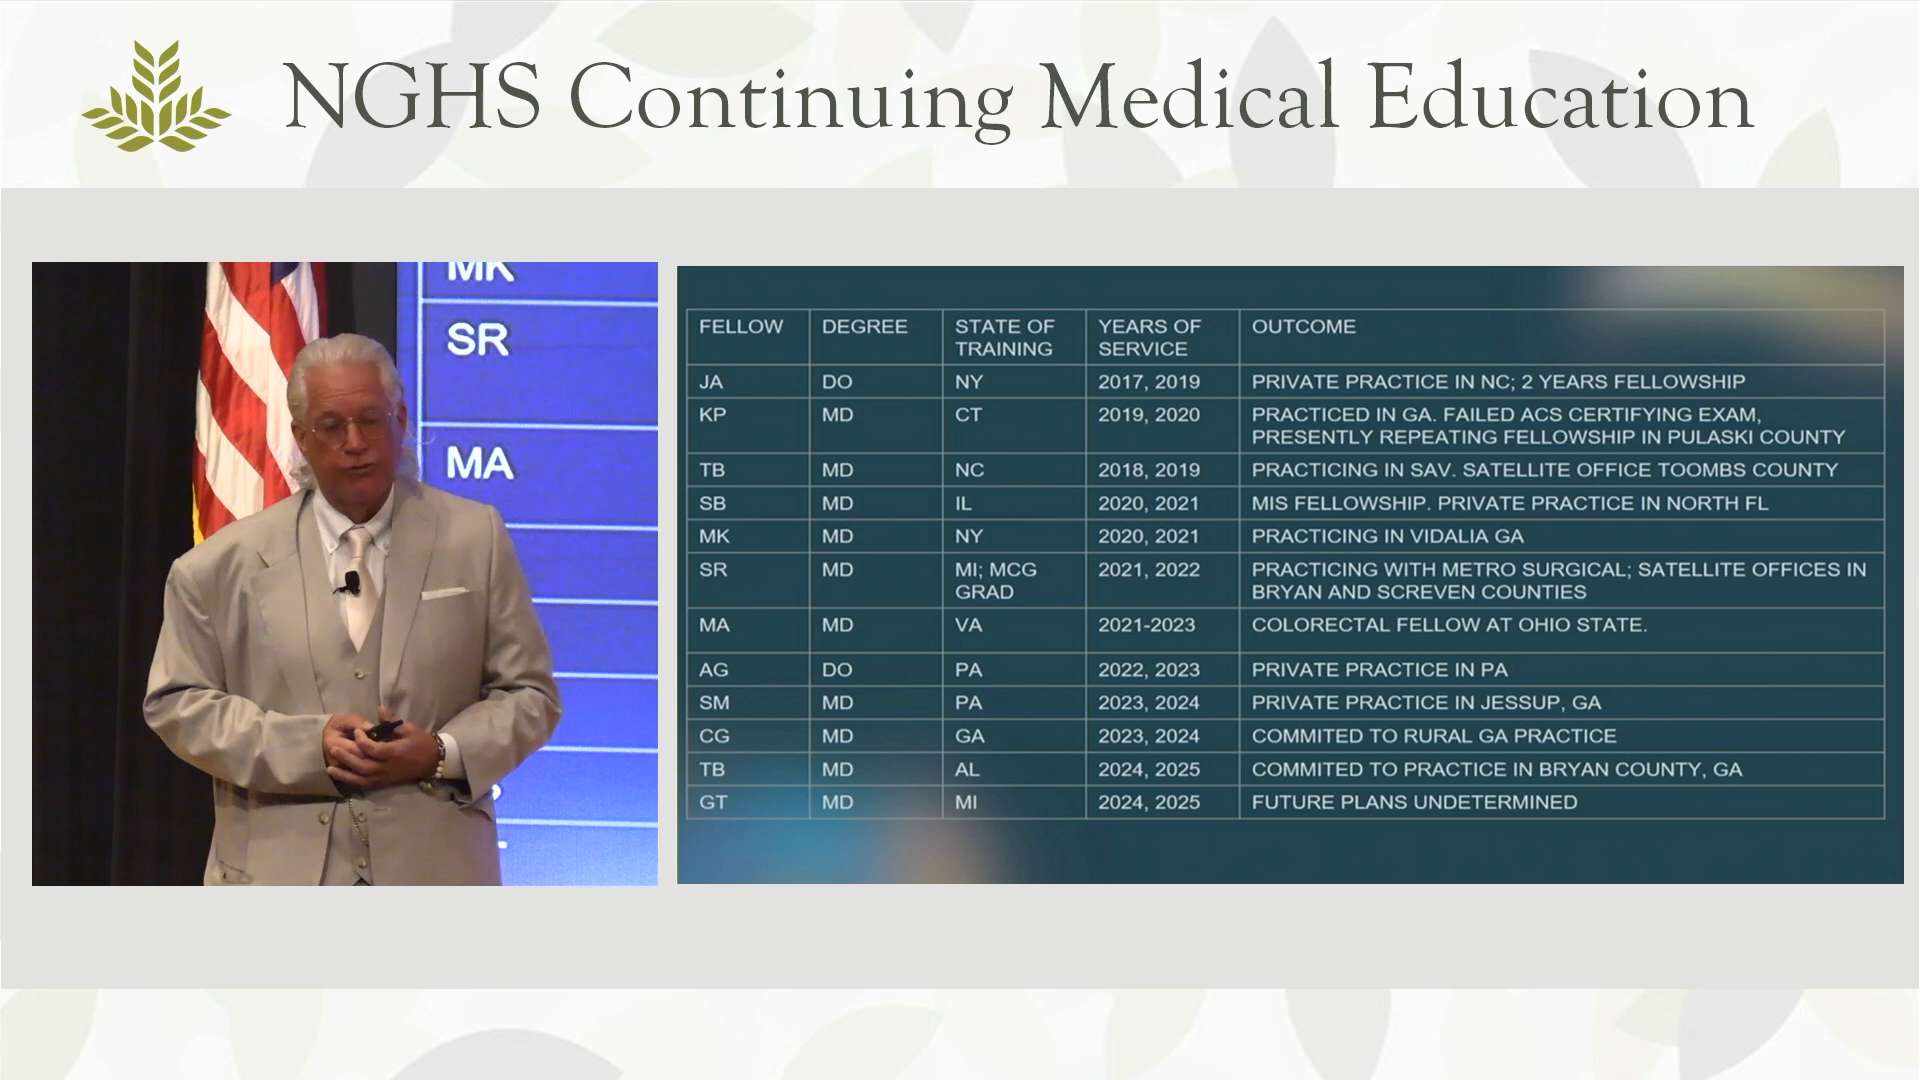 NGHS Continuing Medical Education
MK
SR
MA
FELLOW DEGREE STATE OF TRAINING YEARS OF SERVICE OUTCOME
JA DO NY 2017, 2019 PRIVATE PRACTICE IN NC; 2 YEARS FELLOWSHIP
KP MD CT 2019, 2020 PRACTICED IN GA. FAILED ACS CERTIFYING EXAM,
PRESENTLY REPEATING FELLOWSHIP IN PULASKI COUNTY
TB MD NC 2018, 2019 PRACTICING IN SAV. SATELLITE OFFICE TOOMBS COUNTY
SB MD IL 2020, 2021 MIS FELLOWSHIP. PRIVATE PRACTICE IN NORTH FL
MK MD NY 2020, 2021 PRACTICING IN VIDALIA GA
SR MD MI; MCG GRAD 2021, 2022 PRACTICING WITH METRO SURGICAL; SATELLITE OFFICES IN
BRYAN AND SCREVEN COUNTIES
MA MD VA 2021-2023 COLORECTAL FELLOW AT OHIO STATE.
AG DO PA 2022, 2023 PRIVATE PRACTICE IN PA
SM MD PA 2023, 2024 PRIVATE PRACTICE IN JESSUP, GA
CG MD GA 2023, 2024 COMMITED TO RURAL GA PRACTICE
TB MD AL 2024, 2025 COMMITED TO PRACTICE IN BRYAN COUNTY, GA
GT MD MI 2024, 2025 FUTURE PLANS UNDETERMINED